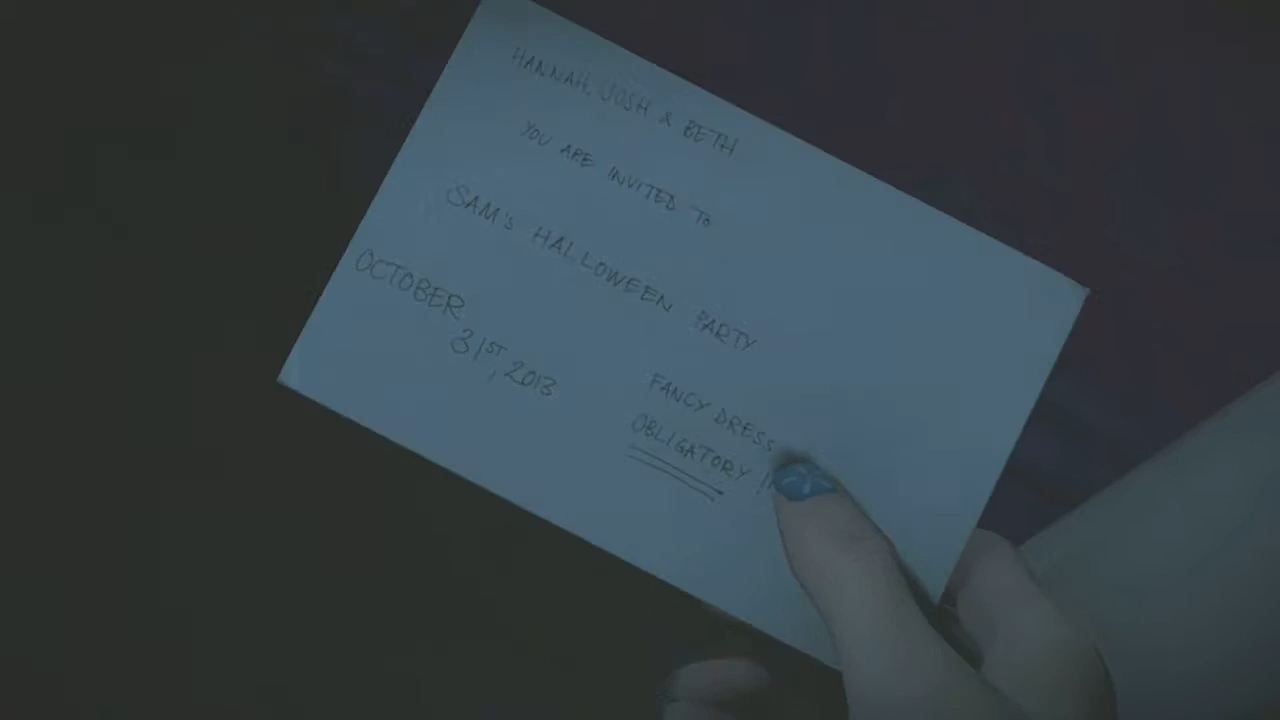 HANNAH, JOSH & BETH
YOU ARE INVITED TO
SAM'S HALLOWEEN PARTY
OCTOBER
31ST, 2013
FANCY DRESS
OBLIGATORY !!